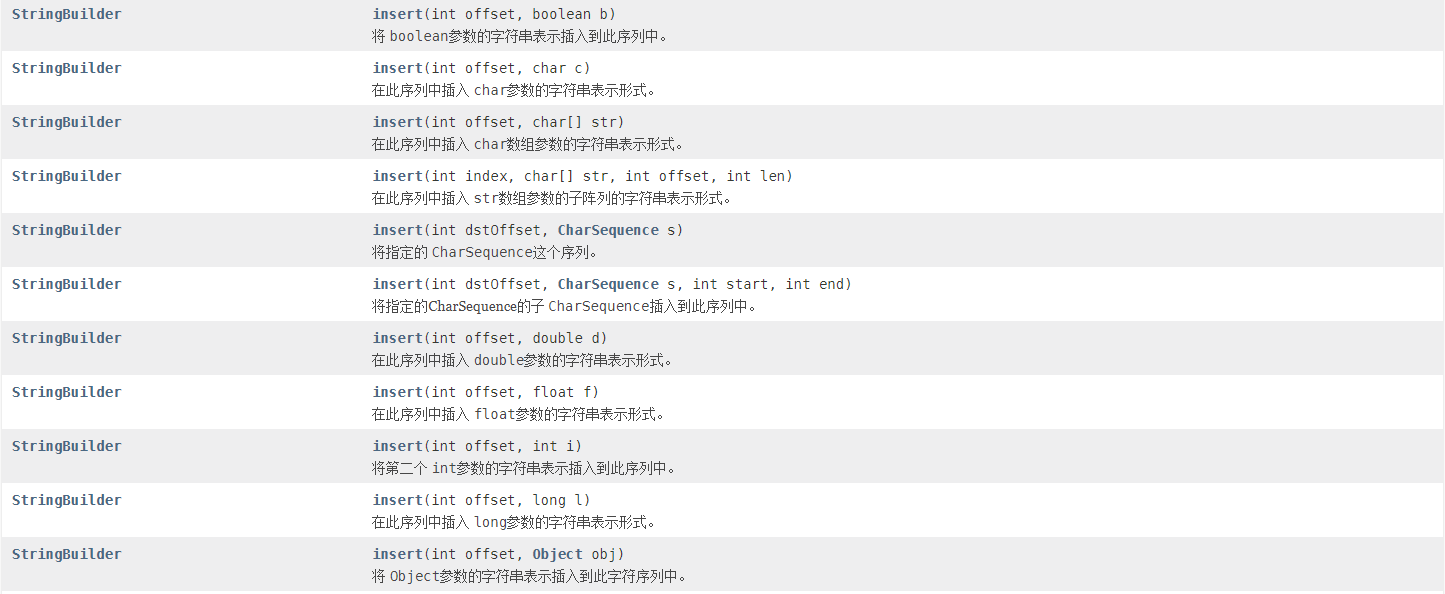 StringBuilder insert(int offset, boolean b)
将 boolean参数的字符串表示插入到此序列中。
StringBuilder insert(int offset, char c)
在此序列中插入 char参数的字符串表示形式。
StringBuilder insert(int offset, char[] str)
在此序列中插入 char数组参数的字符串表示形式。
StringBuilder insert(int index, char[] str, int offset, int len)
在此序列中插入 str数组参数的子阵列的字符串表示形式。
StringBuilder insert(int dstOffset, CharSequence s)
将指定的 CharSequence这个序列。
StringBuilder insert(int dstOffset, CharSequence s, int start, int end)
将指定的CharSequence的子 CharSequence插入到此序列中。
StringBuilder insert(int offset, double d)
在此序列中插入 double参数的字符串表示形式。
StringBuilder insert(int offset, float f)
在此序列中插入 float参数的字符串表示形式。
StringBuilder insert(int offset, int i)
将第二个 int参数的字符串表示插入到此序列中。
StringBuilder insert(int offset, long l)
在此序列中插入 long参数的字符串表示形式。
StringBuilder insert(int offset, Object obj)
将 Object参数的字符串表示插入到此字符序列中。